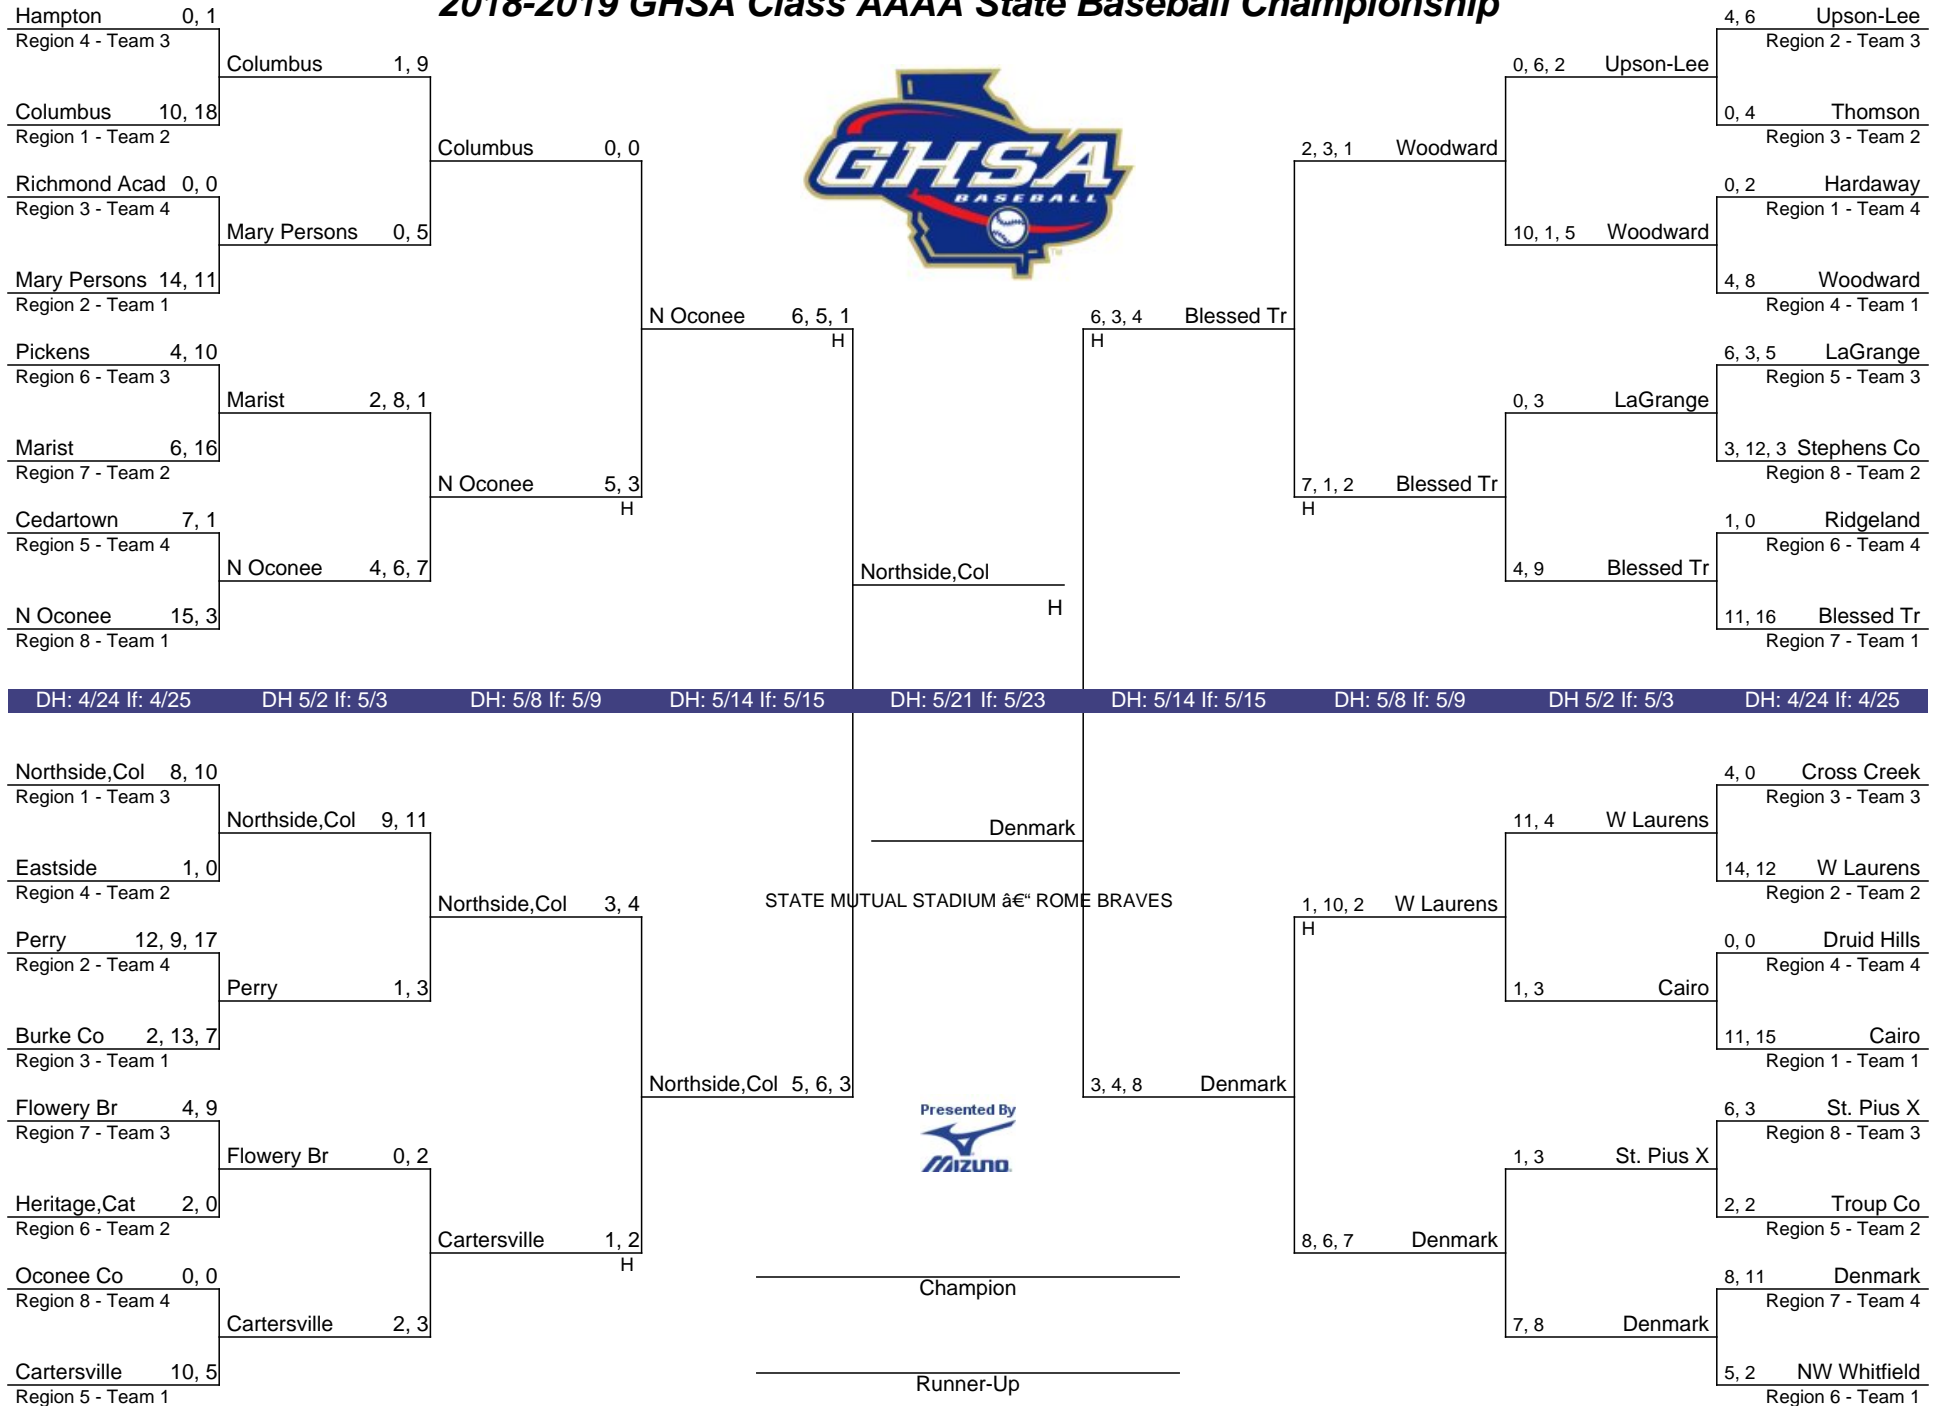 2018-2019 GHSA Class AAAA State Baseball Championship
Hampton 0, 1
Region 4 - Team 3
Columbus 10, 18
Region 1 - Team 2
Richmond Acad 0, 0
Region 3 - Team 4
Mary Persons 14, 11
Region 2 - Team 1
Pickens 4, 10
Region 6 - Team 3
Marist 6, 16
Region 7 - Team 2
Cedartown 7, 1
Region 5 - Team 4
N Oconee 15, 3
Region 8 - Team 1
Columbus 1, 9
Mary Persons 0, 5
Marist 2, 8, 1
N Oconee 4, 6, 7
Columbus 0, 0
N Oconee 5, 3
H
N Oconee 6, 5, 1
H
GHSA
BASEBALL
TM
Northside,Col
H
6, 3, 4 Blessed Tr
H
2, 3, 1 Woodward
7, 1, 2 Blessed Tr
H
0, 6, 2 Upson-Lee
10, 1, 5 Woodward
0, 3 LaGrange
4, 9 Blessed Tr
4, 6 Upson-Lee
Region 2 - Team 3
0, 4 Thomson
Region 3 - Team 2
0, 2 Hardaway
Region 1 - Team 4
4, 8 Woodward
Region 4 - Team 1
6, 3, 5 LaGrange
Region 5 - Team 3
3, 12, 3 Stephens Co
Region 8 - Team 2
1, 0 Ridgeland
Region 6 - Team 4
11, 16 Blessed Tr
Region 7 - Team 1
DH: 4/24 If: 4/25 DH 5/2 If: 5/3 DH: 5/8 If: 5/9 DH: 5/14 If: 5/15 DH: 5/21 If: 5/23 DH: 5/14 If: 5/15 DH: 5/8 If: 5/9 DH 5/2 If: 5/3 DH: 4/24 If: 4/25
Northside,Col 8, 10
Region 1 - Team 3
Eastside 1, 0
Region 4 - Team 2
Perry 12, 9, 17
Region 2 - Team 4
Burke Co 2, 13, 7
Region 3 - Team 1
Flowery Br 4, 9
Region 7 - Team 3
Heritage,Cat 2, 0
Region 6 - Team 2
Oconee Co 0, 0
Region 8 - Team 4
Cartersville 10, 5
Region 5 - Team 1
Northside,Col 9, 11
Perry 1, 3
Flowery Br 0, 2
Cartersville 2, 3
Northside,Col 3, 4
Cartersville 1, 2
H
Northside,Col 5, 6, 3
Denmark
STATE MUTUAL STADIUM â€“ ROME BRAVES
Presented By
MIZUNO
Champion
Runner-Up
3, 4, 8 Denmark
1, 10, 2 W Laurens
H
8, 6, 7 Denmark
11, 4 W Laurens
1, 3 Cairo
1, 3 St. Pius X
7, 8 Denmark
4, 0 Cross Creek
Region 3 - Team 3
14, 12 W Laurens
Region 2 - Team 2
0, 0 Druid Hills
Region 4 - Team 4
11, 15 Cairo
Region 1 - Team 1
6, 3 St. Pius X
Region 8 - Team 3
2, 2 Troup Co
Region 5 - Team 2
8, 11 Denmark
Region 7 - Team 4
5, 2 NW Whitfield
Region 6 - Team 1